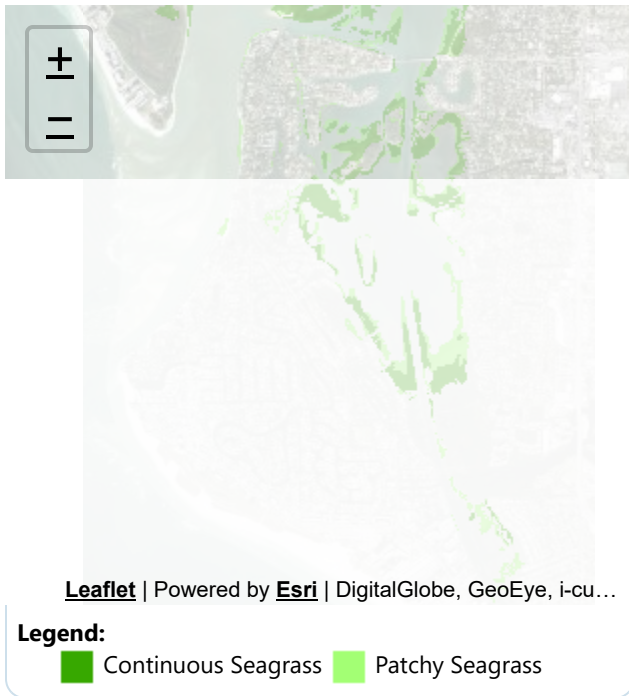 +
−
Leaflet | Powered by Esri | DigitalGlobe, GeoEye, i-cu…
Legend:
Continuous Seagrass Patchy Seagrass